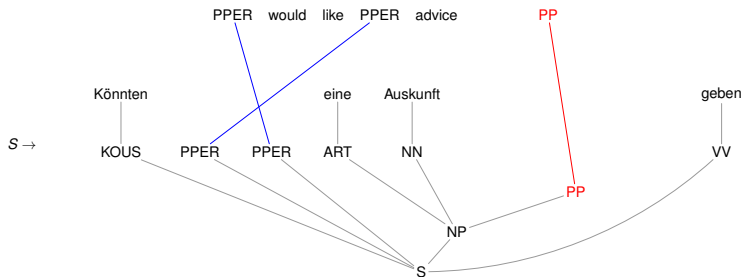 PPER would like PPER advice PP
Könnten eine Auskunft geben
S → KOUS PPER PPER ART NN VV
PP
NP
S